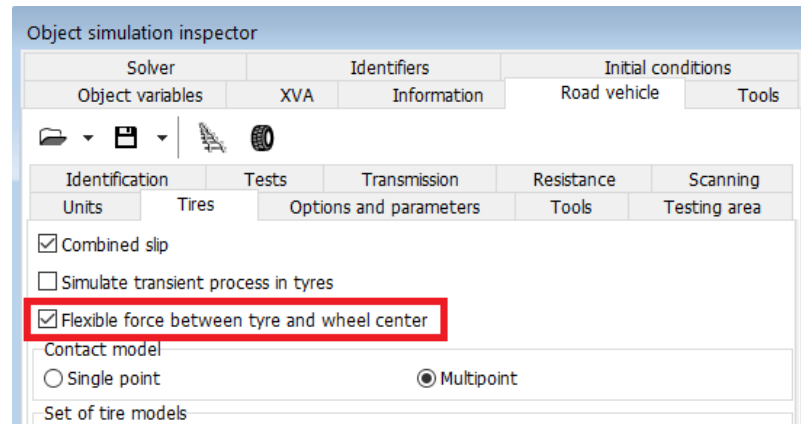 Object simulation inspector
Solver Identifiers Initial conditions
Object variables XVA Information Road vehicle Tools
Identification Tests Transmission Resistance Scanning
Units Tires Options and parameters Tools Testing area
Combined slip
Simulate transient process in tyres
Flexible force between tyre and wheel center
Contact model
Single point Multipoint
Set of tire models